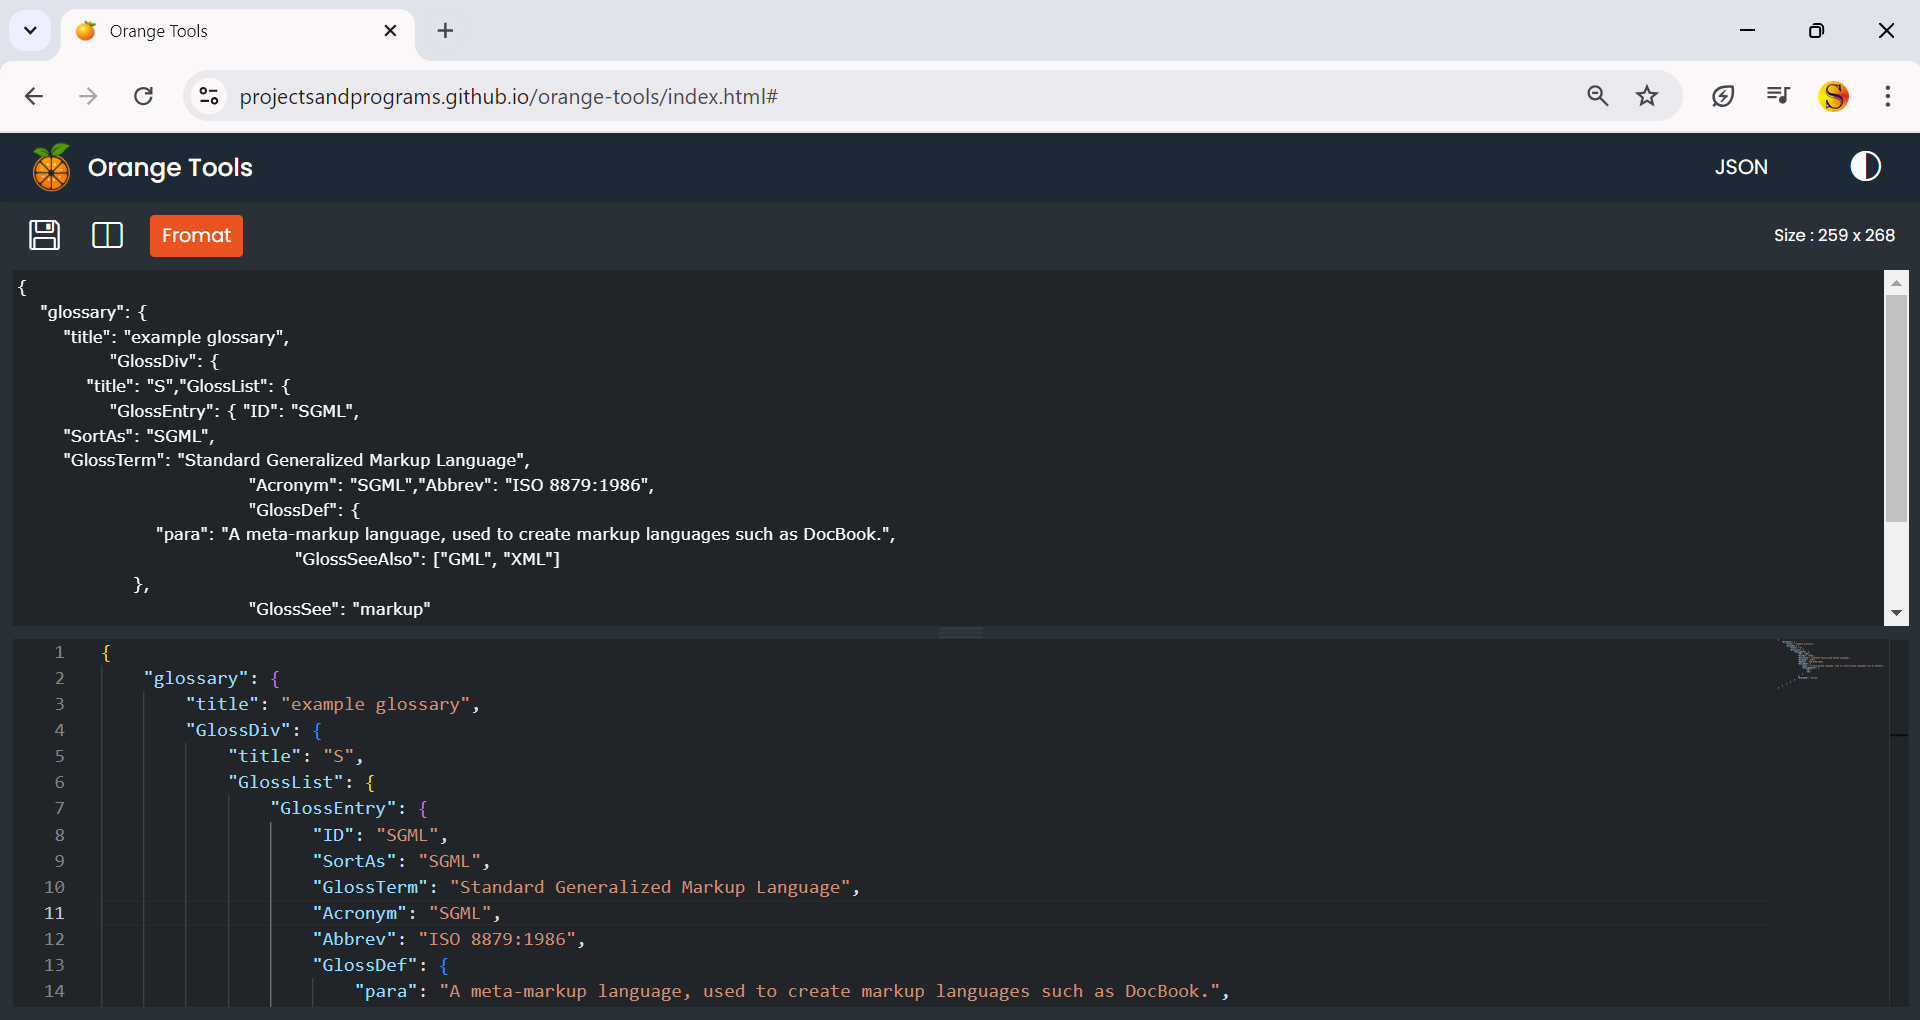 Orange Tools
projectsandprograms.github.io/orange-tools/index.html#
S
Orange Tools
JSON
Fromat
Size : 259 x 268
{
"glossary": {
"title": "example glossary",
"GlossDiv": {
"title": "S","GlossList": {
"GlossEntry": { "ID": "SGML",
"SortAs": "SGML",
"GlossTerm": "Standard Generalized Markup Language",
"Acronym": "SGML","Abbrev": "ISO 8879:1986",
"GlossDef": {
"para": "A meta-markup language, used to create markup languages such as DocBook.",
"GlossSeeAlso": ["GML", "XML"]
},
"GlossSee": "markup"
1 {
2 "glossary": {
3 "title": "example glossary",
4 "GlossDiv": {
5 "title": "S",
6 "GlossList": {
7 "GlossEntry": {
8 "ID": "SGML",
9 "SortAs": "SGML",
10 "GlossTerm": "Standard Generalized Markup Language",
11 "Acronym": "SGML",
12 "Abbrev": "ISO 8879:1986",
13 "GlossDef": {
14 "para": "A meta-markup language, used to create markup languages such as DocBook.",